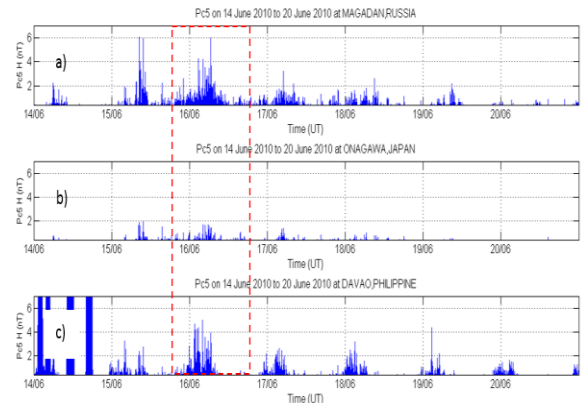 Pc5 on 14 June 2010 to 20 June 2010 at MAGADAN,RUSSIA
Pc5 H (nT)
6
4
2
a)
14/06 15/06 16/06 17/06 18/06 19/06 20/06
Time (UT)
Pc5 on 14 June 2010 to 20 June 2010 at ONAGAWA,JAPAN
Pc5 H (nT)
6
4
2
b)
14/06 15/06 16/06 17/06 18/06 19/06 20/06
Time (UT)
Pc5 on 14 June 2010 to 20 June 2010 at DAVAO,PHILIPPINE
Pc5 H (nT)
6
4
2
c)
14/06 15/06 16/06 17/06 18/06 19/06 20/06
Time (UT)